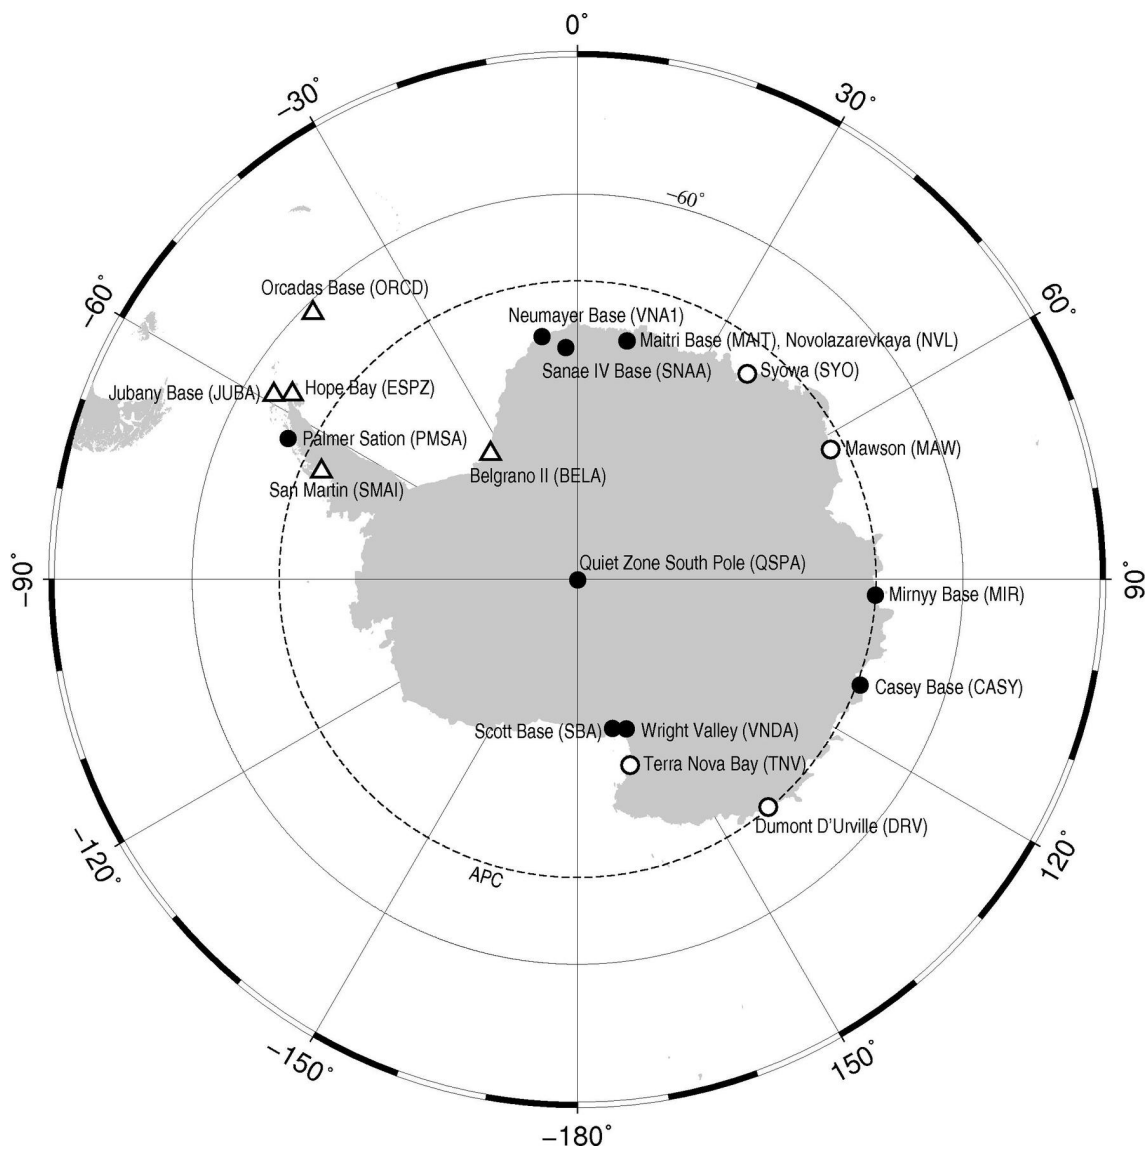 0°
−30°
30°
−60°
−60°
60°
Orcadas Base (ORCD)
Neumayer Base (VNA1)
Maitri Base (MAIT), Novolazarevkaya (NVL)
Sanae IV Base (SNAA)
Syowa (SYO)
Jubany Base (JUBA)
Hope Bay (ESPZ)
Palmer Sation (PMSA)
Mawson (MAW)
Belgrano II (BELA)
San Martin (SMAI)
Quiet Zone South Pole (QSPA)
−90°
90°
Mirnyy Base (MIR)
Casey Base (CASY)
Scott Base (SBA)
Wright Valley (VNDA)
Terra Nova Bay (TNV)
Dumont D'Urville (DRV)
APC
−120°
120°
−150°
150°
−180°